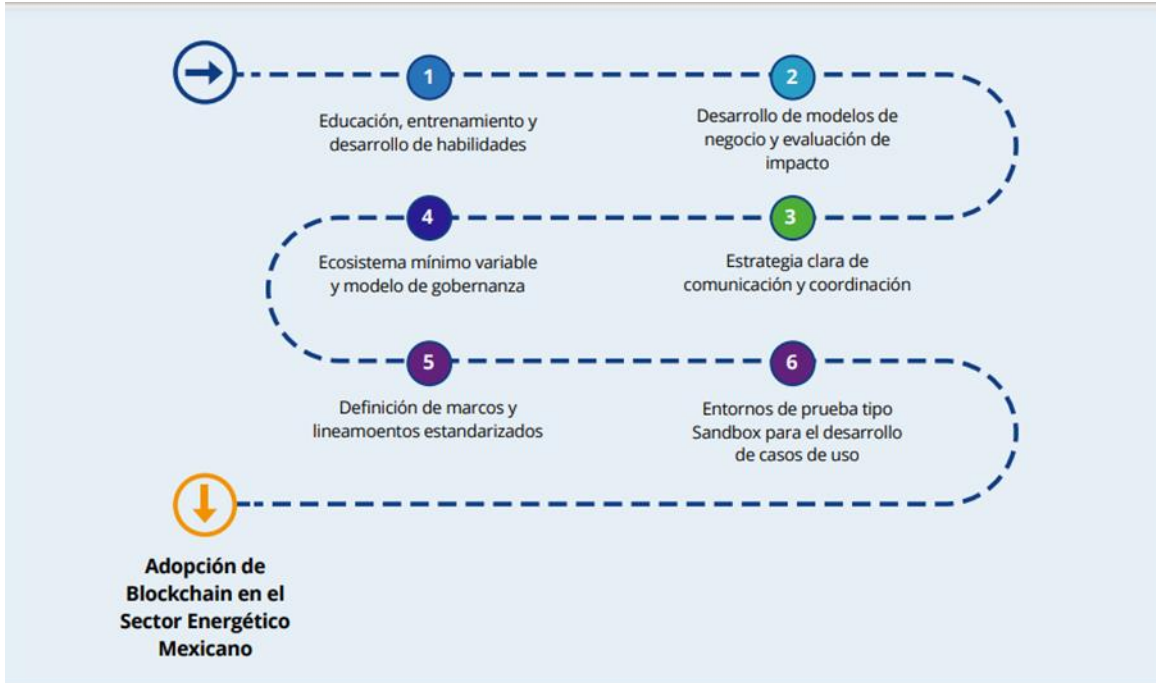 1
Educación, entrenamiento y
desarrollo de habilidades
2
Desarrollo de modelos de
negocio y evaluación de
impacto
3
Estrategia clara de
comunicación y coordinación
4
Ecosistema mínimo variable
y modelo de gobernanza
5
Definición de marcos y
lineamoentos estandarizados
6
Entornos de prueba tipo
Sandbox para el desarrollo
de casos de uso
Adopción de
Blockchain en el
Sector Energético
Mexicano